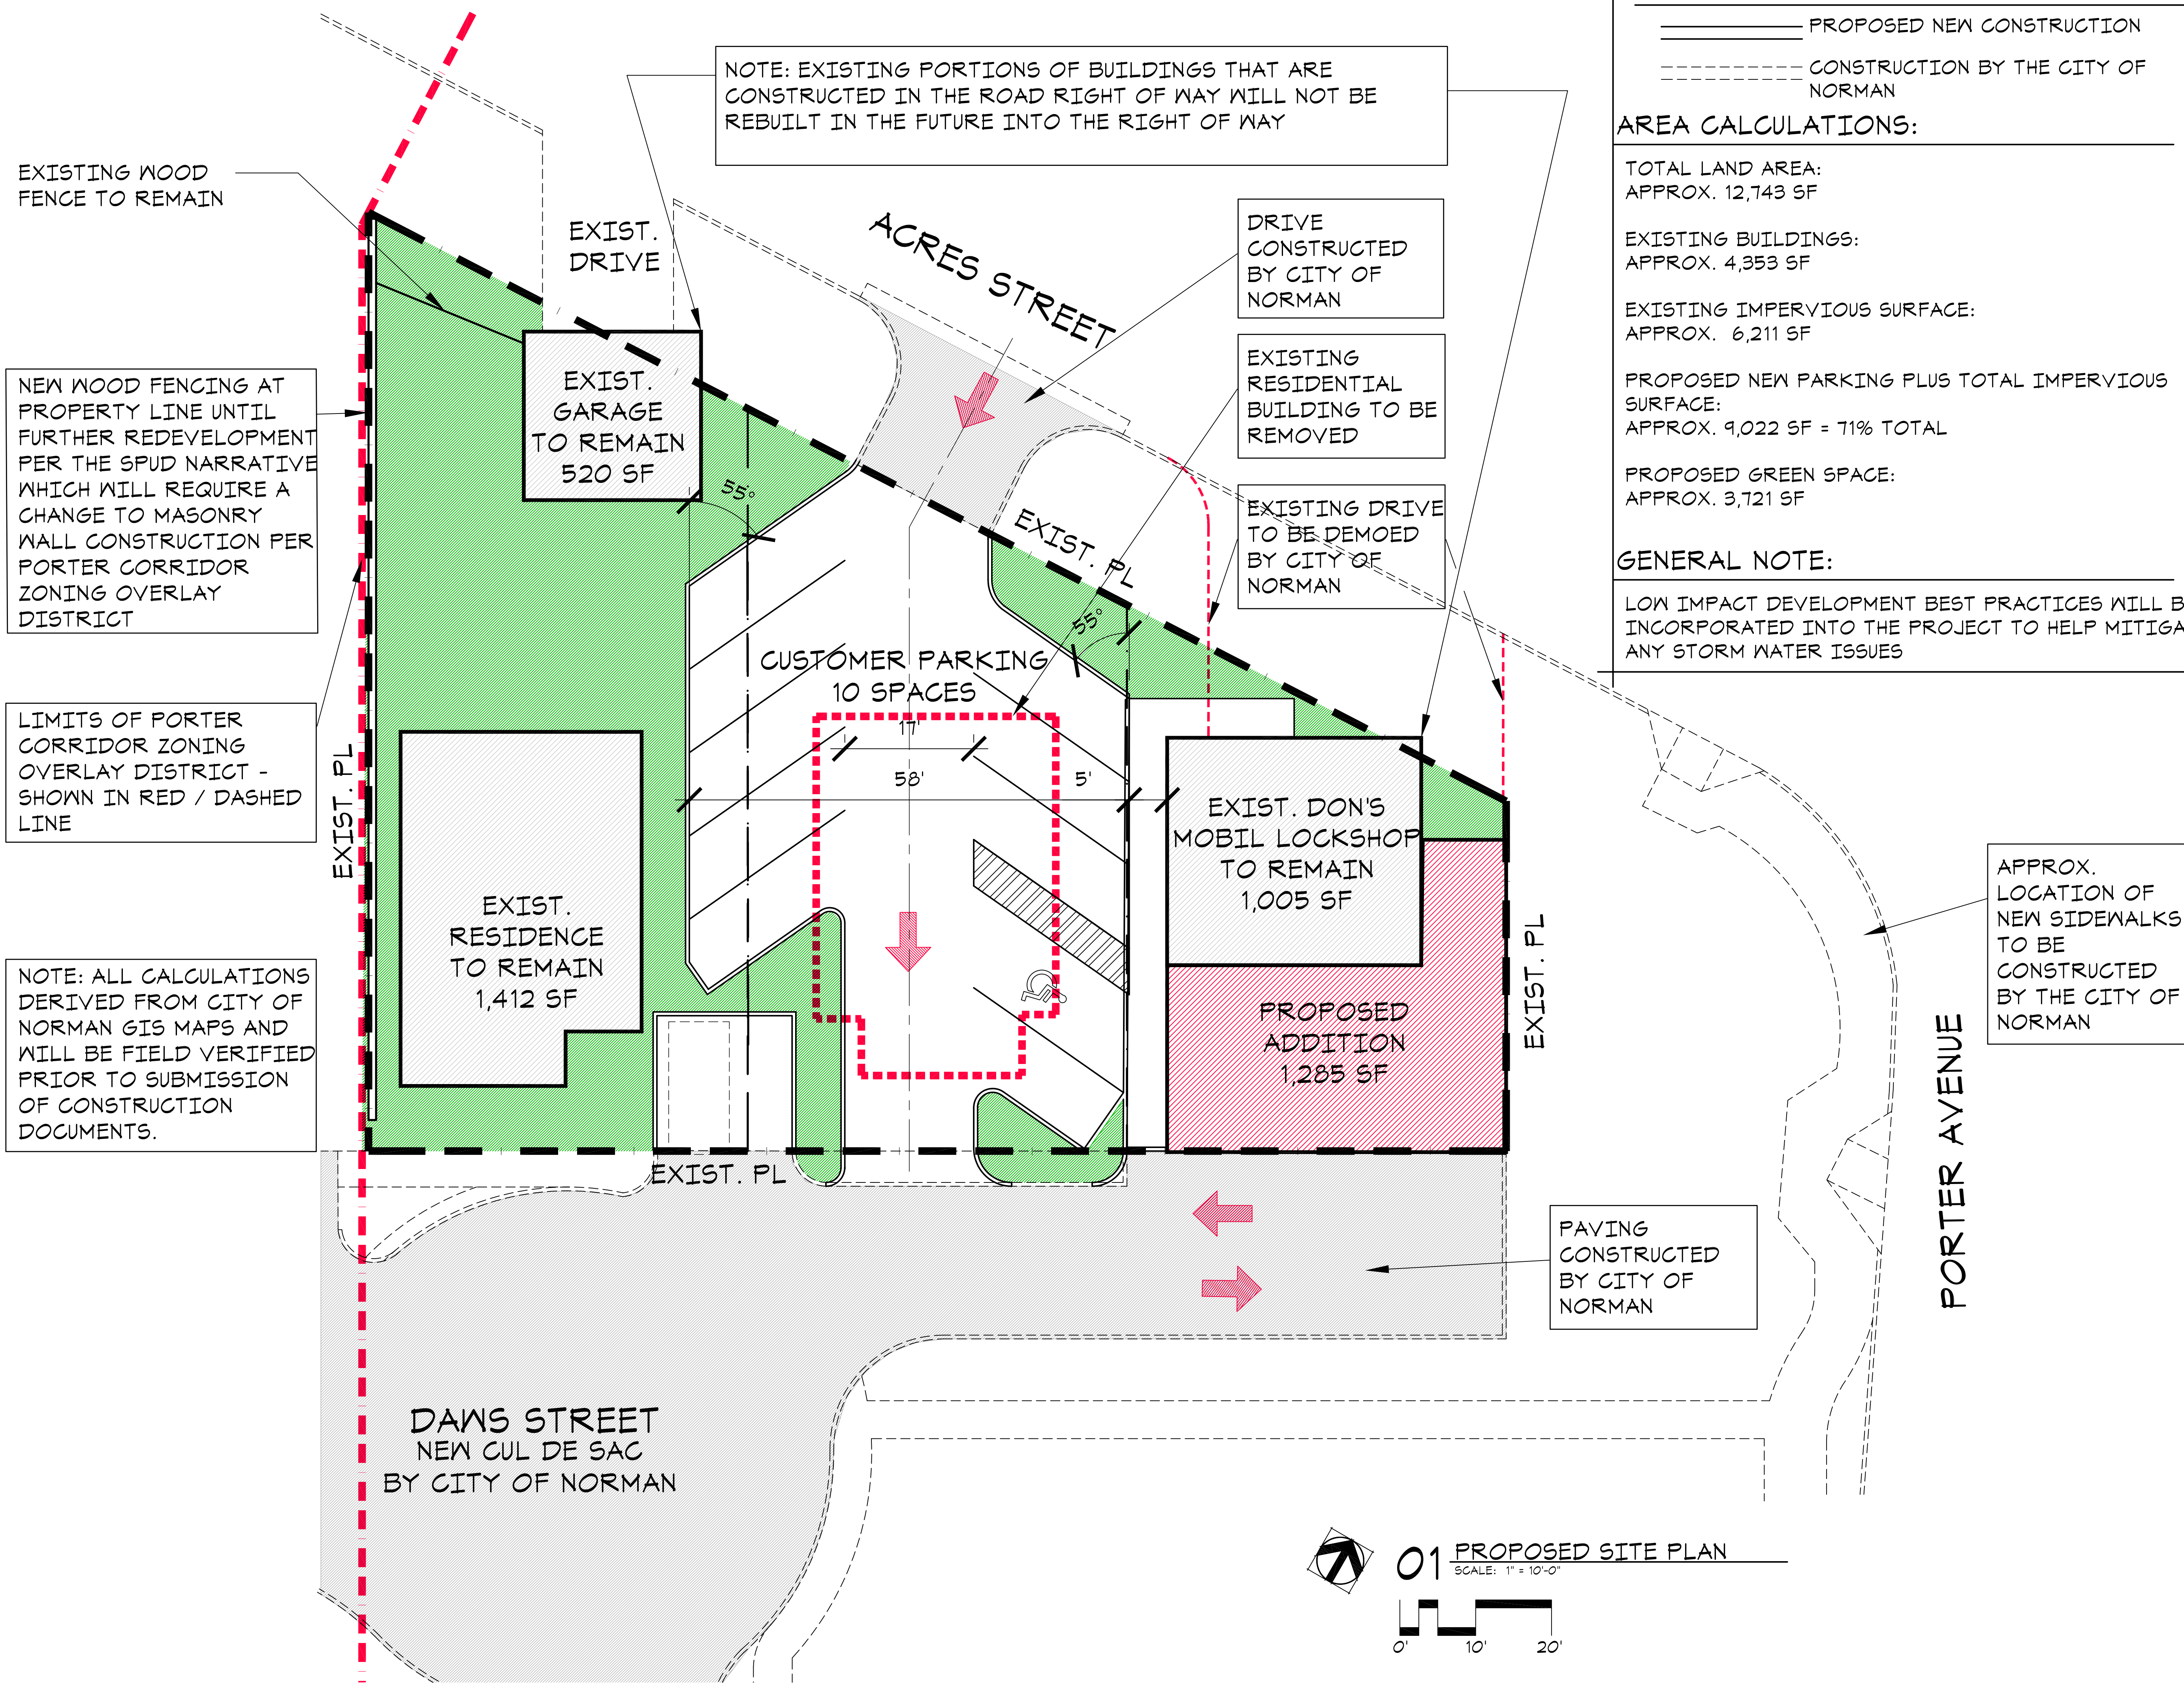 PROPOSED NEW CONSTRUCTION
CONSTRUCTION BY THE CITY OF
NORMAN
AREA CALCULATIONS:
TOTAL LAND AREA:
APPROX. 12,743 SF
EXISTING BUILDINGS:
APPROX. 4,353 SF
EXISTING IMPERVIOUS SURFACE:
APPROX. 6,211 SF
PROPOSED NEW PARKING PLUS TOTAL IMPERVIOUS
SURFACE:
APPROX. 9,022 SF = 71% TOTAL
PROPOSED GREEN SPACE:
APPROX. 3,721 SF
GENERAL NOTE:
LOW IMPACT DEVELOPMENT BEST PRACTICES WILL B
INCORPORATED INTO THE PROJECT TO HELP MITIGA
ANY STORM WATER ISSUES
NOTE: EXISTING PORTIONS OF BUILDINGS THAT ARE
CONSTRUCTED IN THE ROAD RIGHT OF WAY WILL NOT BE
REBUILT IN THE FUTURE INTO THE RIGHT OF WAY
EXISTING WOOD
FENCE TO REMAIN
EXIST.
DRIVE
ACRES STREET
DRIVE
CONSTRUCTED
BY CITY OF
NORMAN
EXISTING
RESIDENTIAL
BUILDING TO BE
REMOVED
EXISTING DRIVE
TO BE DEMOED
BY CITY OF
NORMAN
NEW WOOD FENCING AT
PROPERTY LINE UNTIL
FURTHER REDEVELOPMENT
PER THE SPUD NARRATIVE
WHICH WILL REQUIRE A
CHANGE TO MASONRY
WALL CONSTRUCTION PER
PORTER CORRIDOR
ZONING OVERLAY
DISTRICT
EXIST.
GARAGE
TO REMAIN
520 SF
55°
EXIST. PL
55°
CUSTOMER PARKING
10 SPACES
17'
58'
5'
LIMITS OF PORTER
CORRIDOR ZONING
OVERLAY DISTRICT -
SHOWN IN RED / DASHED
LINE
EXIST. PL
EXIST. DON'S
MOBIL LOCKSHOP
TO REMAIN
1,005 SF
EXIST.
RESIDENCE
TO REMAIN
1,412 SF
PROPOSED
ADDITION
1,285 SF
EXIST. PL
NOTE: ALL CALCULATIONS
DERIVED FROM CITY OF
NORMAN GIS MAPS AND
WILL BE FIELD VERIFIED
PRIOR TO SUBMISSION
OF CONSTRUCTION
DOCUMENTS.
APPROX.
LOCATION OF
NEW SIDEWALKS
TO BE
CONSTRUCTED
BY THE CITY OF
NORMAN
PORTER AVENUE
EXIST. PL
PAVING
CONSTRUCTED
BY CITY OF
NORMAN
DAWS STREET
NEW CUL DE SAC
BY CITY OF NORMAN
01 PROPOSED SITE PLAN
SCALE: 1" = 10'-0"
0' 10' 20'